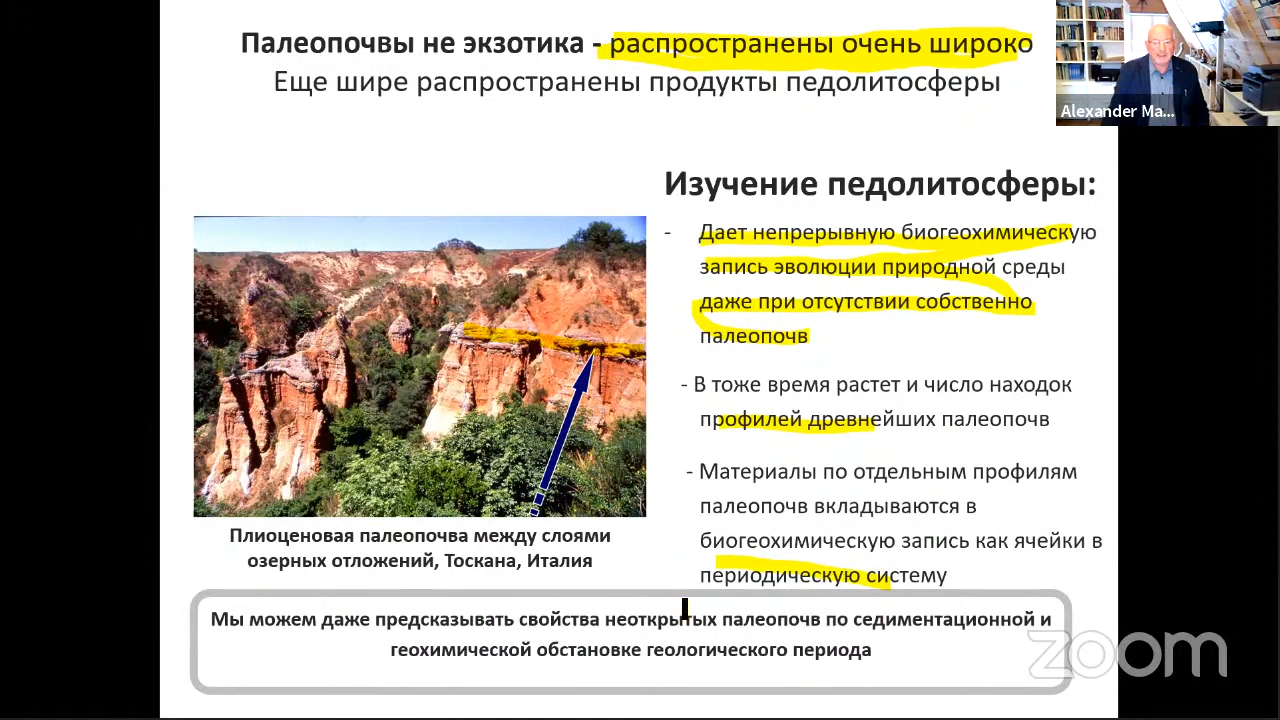 Палеопочвы не экзотика - распространены очень широко
Еще шире распространены продукты педолитосферы
Alexander Ma...
Изучение педолитосферы:
- Дает непрерывную биогеохимическую
запись эволюции природной среды
даже при отсутствии собственно
палеопочв
- В тоже время растет и число находок
профилей древнейших палеопочв
- Материалы по отдельным профилям
палеопочв вкладываются в
биогеохимическую запись как ячейки в
периодическую систему
Плиоценовая палеопочва между слоями
озерных отложений, Тоскана, Италия
Мы можем даже предсказывать свойства неоткрытых палеопочв по седиментационной и
геохимической обстановке геологического периода
zoom